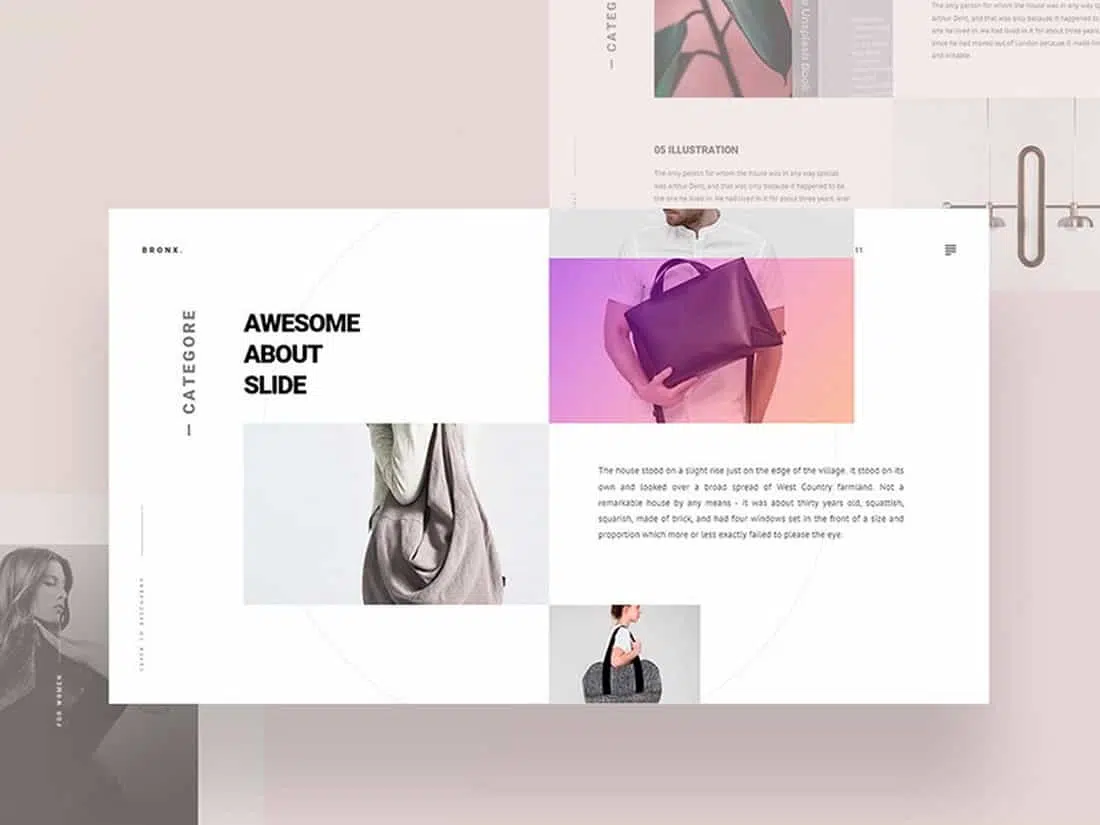 — CATEG
The only person for whom the house was in any way
arthur Dent, and that was only because it happened to
one he lived in. We had lived in it for about three years,
since he had moved out of London because it made him
and irritable.
05 ILLUSTRATION
The only person for whom the house was in any way special
was Arthur Dent, and that was only because it happened to be
the one he lived in. We had lived in it for about three years, ever
BRONX.
11
— CATEGORE
AWESOME
ABOUT
SLIDE
The house stood on a slight rise just on the edge of the village. It stood on its
own and looked over a broad spread of West Country farmland. Not a
remarkable house by any means - it was about thirty years old, squattish,
squarish, made of brick, and had four windows set in the front of a size and
proportion which more or less exactly failed to please the eye.
FOR WOMEN